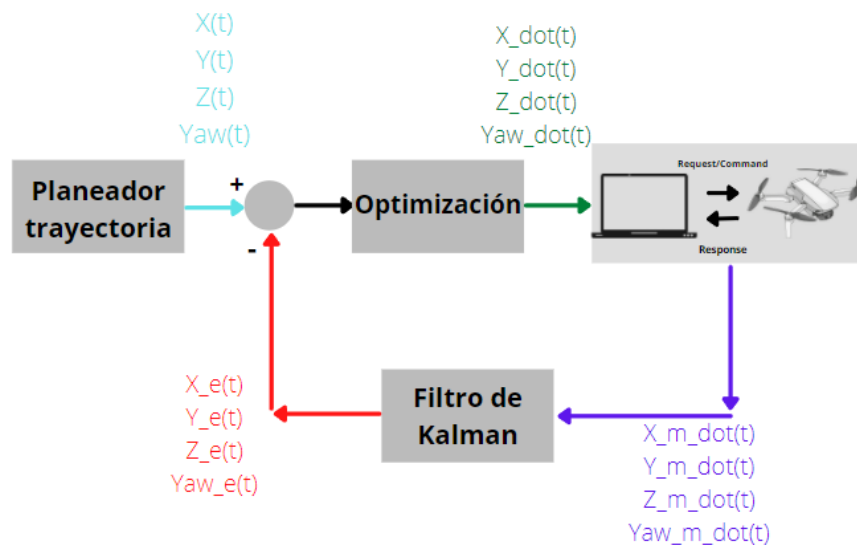 X(t)
Y(t)
Z(t)
Yaw(t)
X_dot(t)
Y_dot(t)
Z_dot(t)
Yaw_dot(t)
Planeador
trayectoria
+
-
Optimización
Request/Command
Response
X_e(t)
Y_e(t)
Z_e(t)
Yaw_e(t)
Filtro de
Kalman
X_m_dot(t)
Y_m_dot(t)
Z_m_dot(t)
Yaw_m_dot(t)